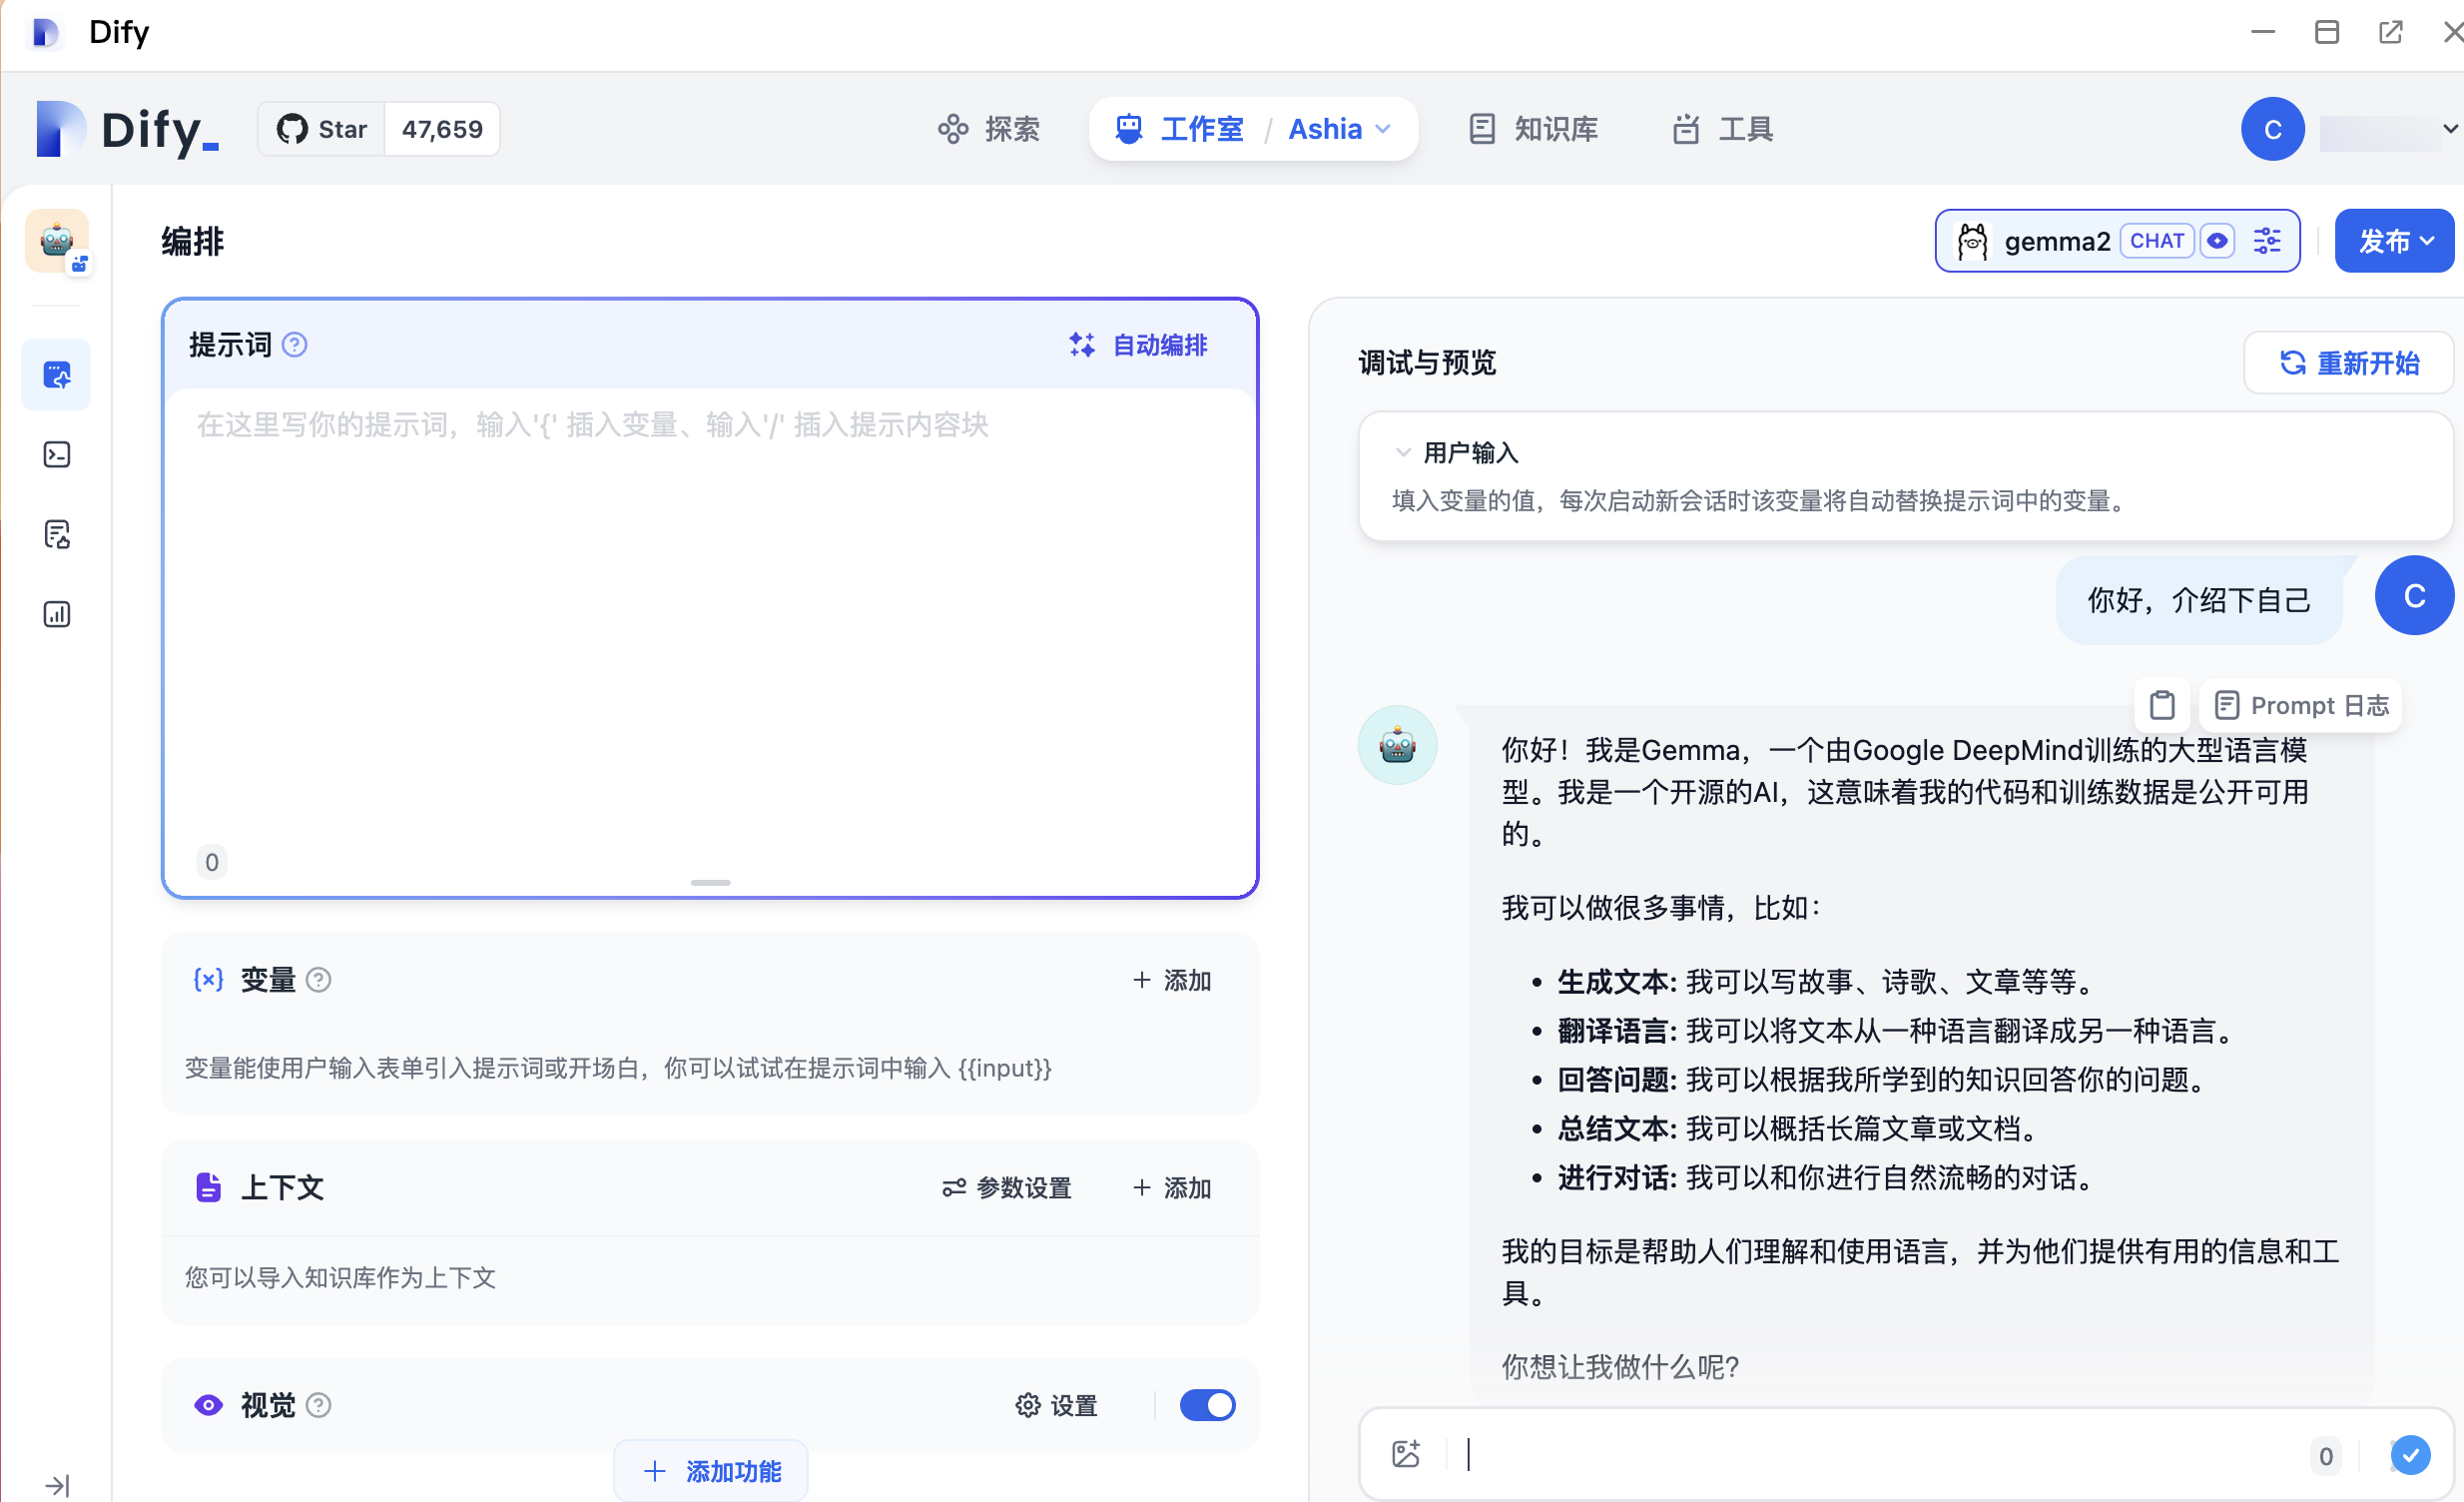 Dify
Dify_
Star 47,659
探索
工作室 / Ashia
知识库
工具
C
编排
gemma2 CHAT
发布
提示词
自动编排
在这里写你的提示词，输入'{' 插入变量、输入'/' 插入提示内容块
0
变量
+ 添加
变量能使用户输入表单引入提示词或开场白，你可以试试在提示词中输入 {{input}}
上下文
参数设置
+ 添加
您可以导入知识库作为上下文
视觉
设置
+ 添加功能
调试与预览
重新开始
用户输入
填入变量的值，每次启动新会话时该变量将自动替换提示词中的变量。
你好，介绍下自己
C
Prompt 日志
你好！我是Gemma，一个由Google DeepMind训练的大型语言模
型。我是一个开源的AI，这意味着我的代码和训练数据是公开可用
的。
我可以做很多事情，比如：
• 生成文本: 我可以写故事、诗歌、文章等等。
• 翻译语言: 我可以将文本从一种语言翻译成另一种语言。
• 回答问题: 我可以根据我所学到的知识回答你的问题。
• 总结文本: 我可以概括长篇文章或文档。
• 进行对话: 我可以和你进行自然流畅的对话。
我的目标是帮助人们理解和使用语言，并为他们提供有用的信息和工
具。
你想让我做什么呢?
0